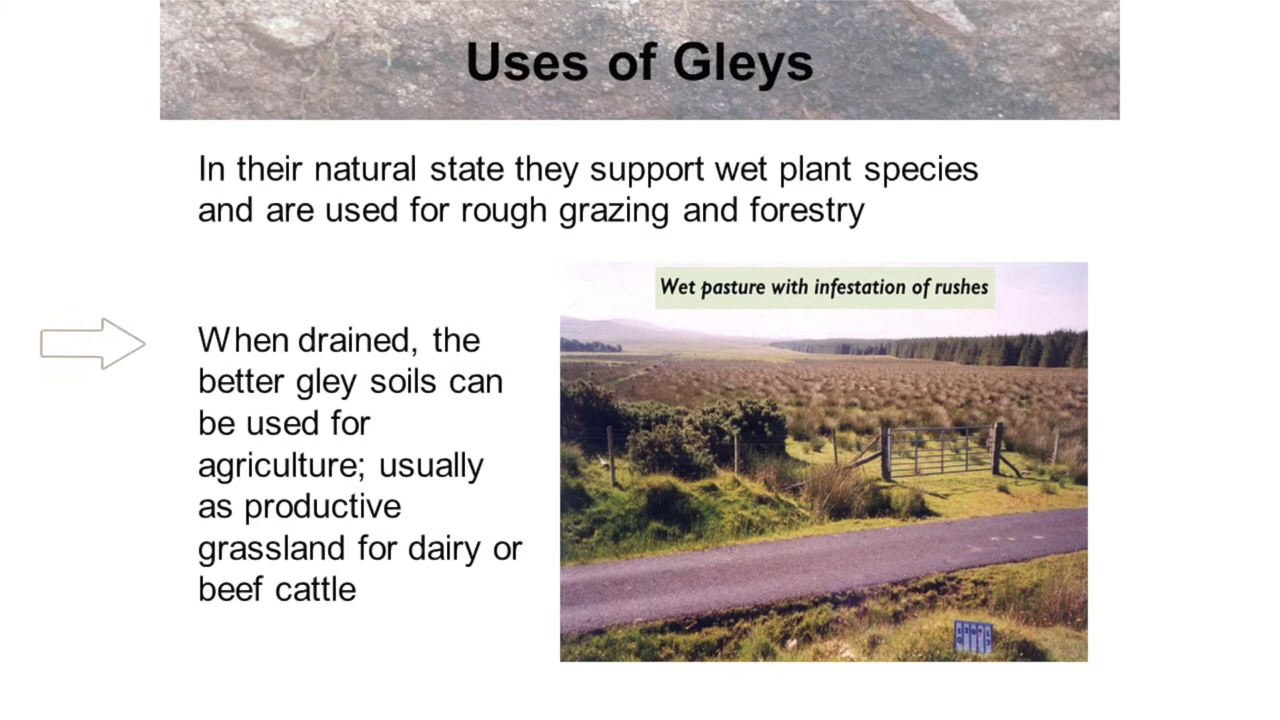 Uses of Gleys
In their natural state they support wet plant species
and are used for rough grazing and forestry
Wet pasture with infestation of rushes
When drained, the
better gley soils can
be used for
agriculture; usually
as productive
grassland for dairy or
beef cattle